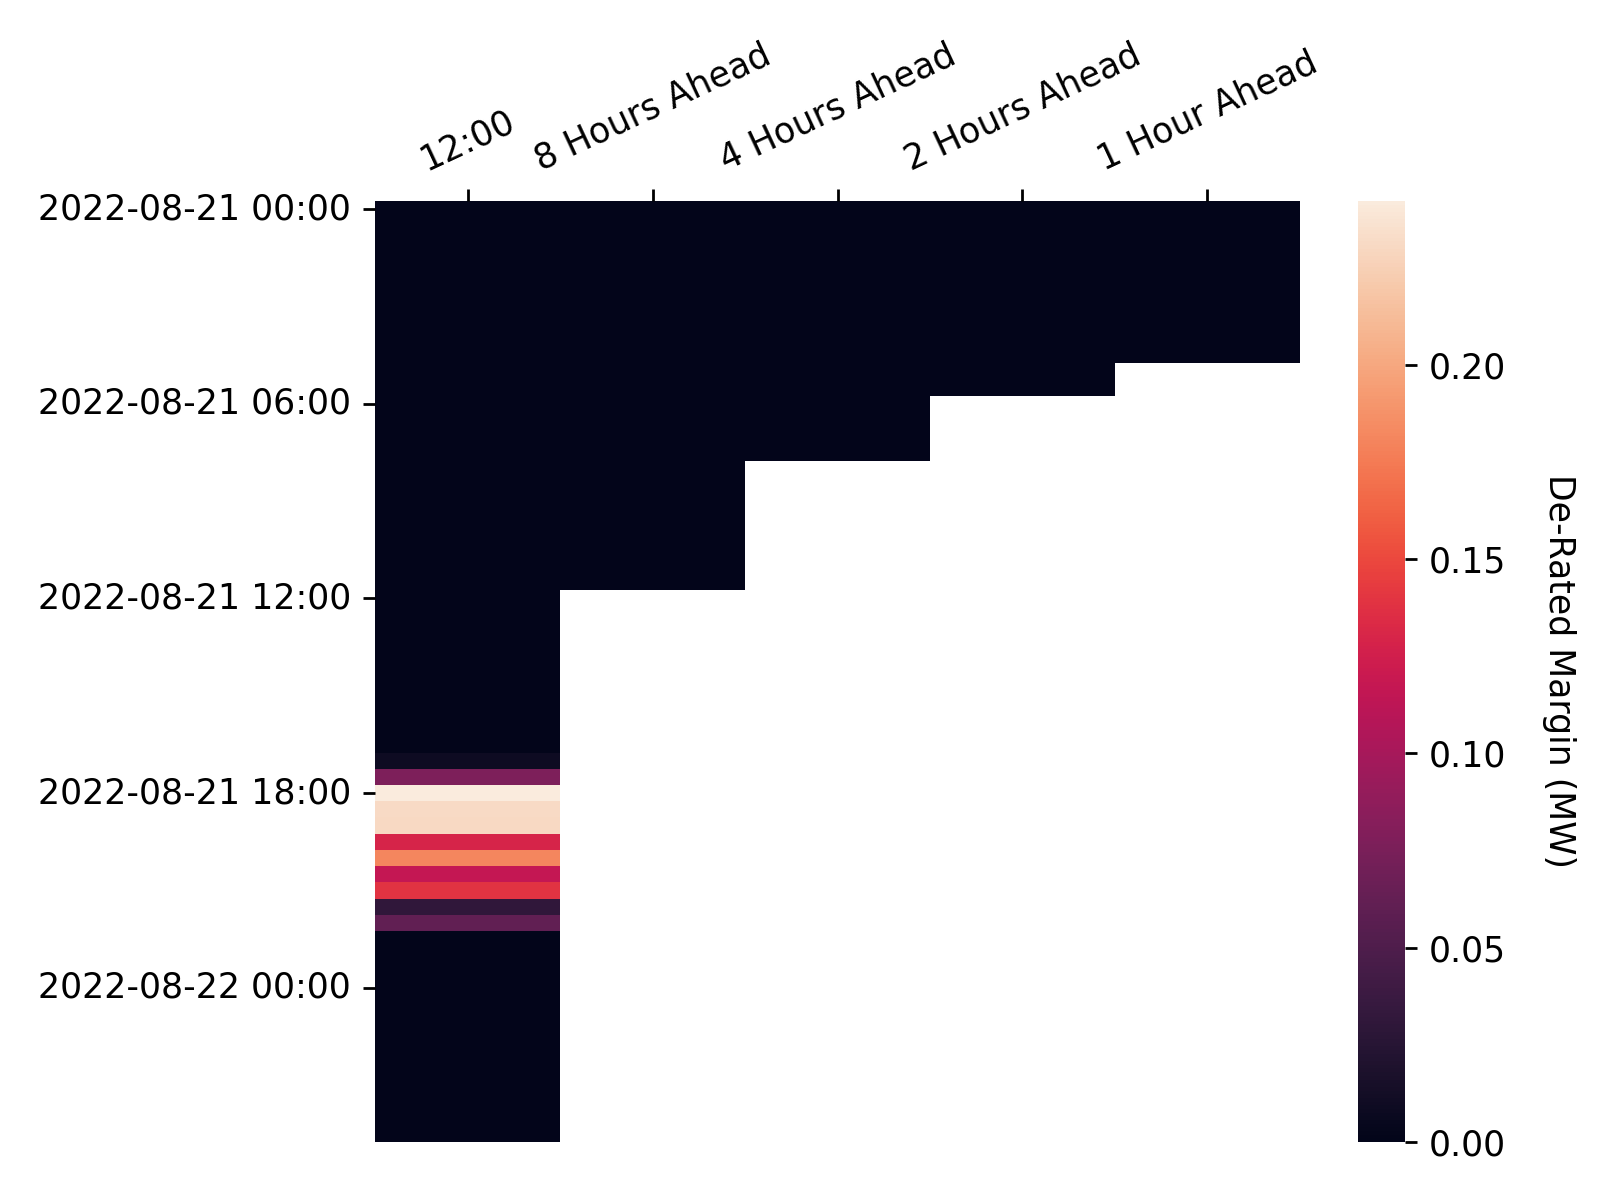 12:00
8 Hours Ahead
4 Hours Ahead
2 Hours Ahead
1 Hour Ahead
2022-08-21 00:00
2022-08-21 06:00
2022-08-21 12:00
2022-08-21 18:00
2022-08-22 00:00
0.20
0.15
0.10
0.05
0.00
De-Rated Margin (MW)